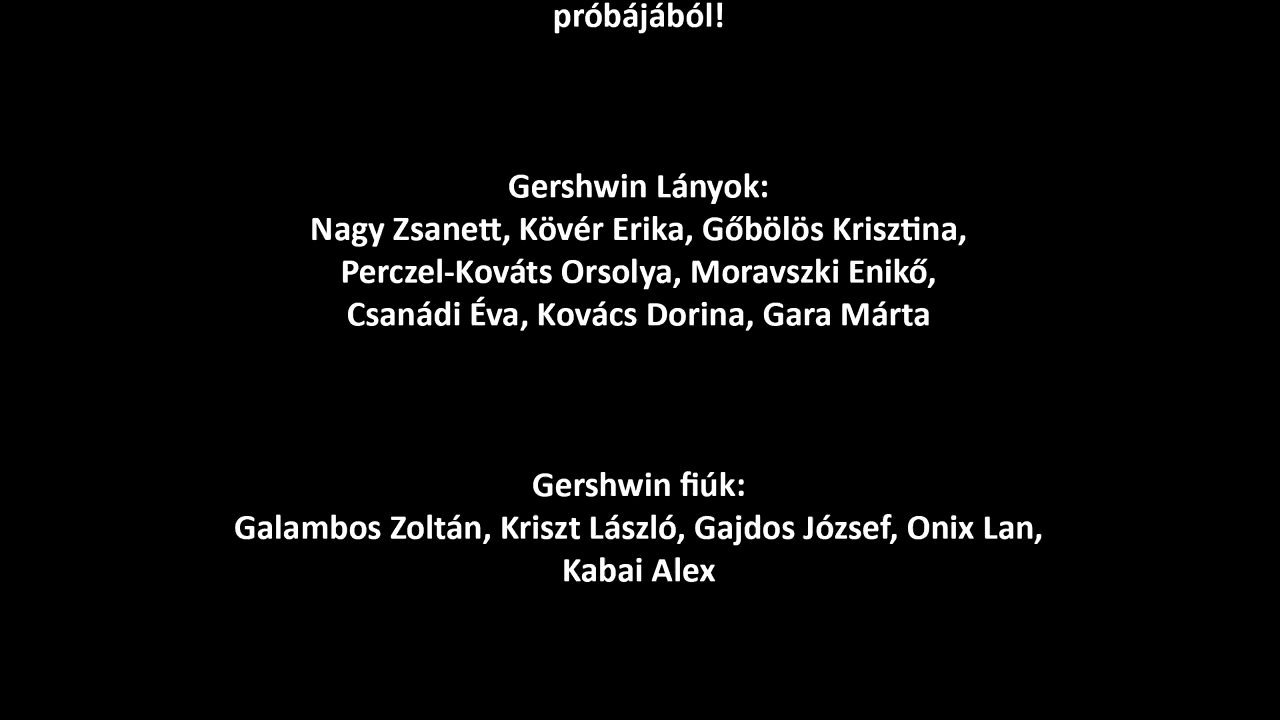 próbájából!
Gershwin Lányok:
Nagy Zsanett, Kövér Erika, Gőbölös Krisztina,
Perczel-Kováts Orsolya, Moravszki Enikő,
Csanádi Éva, Kovács Dorina, Gara Márta
Gershwin fiúk:
Galambos Zoltán, Kriszt László, Gajdos József, Onix Lan,
Kabai Alex